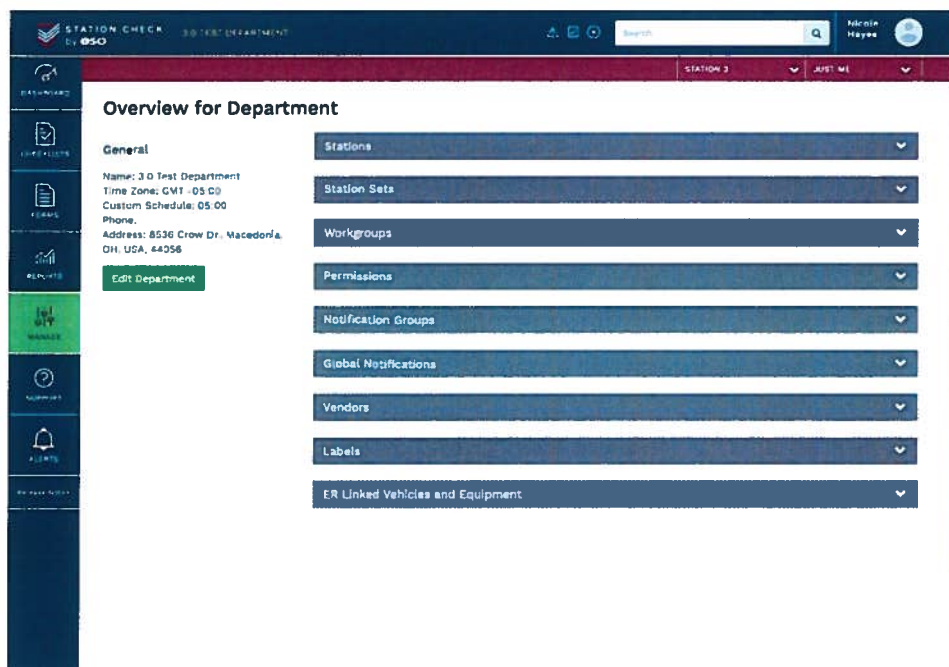 STATION CHECK
by eso
3.0 TEST DEPARTMENT
Search
Nicole
Hayes
STATION 3
JUST ME
DASHBOARD
CHECKLISTS
FORMS
REPORTS
MANAGE
SUPPORT
ALERTS
Release Notes
Overview for Department
General
Name: 3.0 Test Department
Time Zone: GMT -05:00
Custom Schedule: 05:00
Phone:
Address: 8536 Crow Dr., Macedonia,
OH, USA, 44056
Edit Department
Stations
Station Sets
Workgroups
Permissions
Notification Groups
Global Notifications
Vendors
Labels
ER Linked Vehicles and Equipment